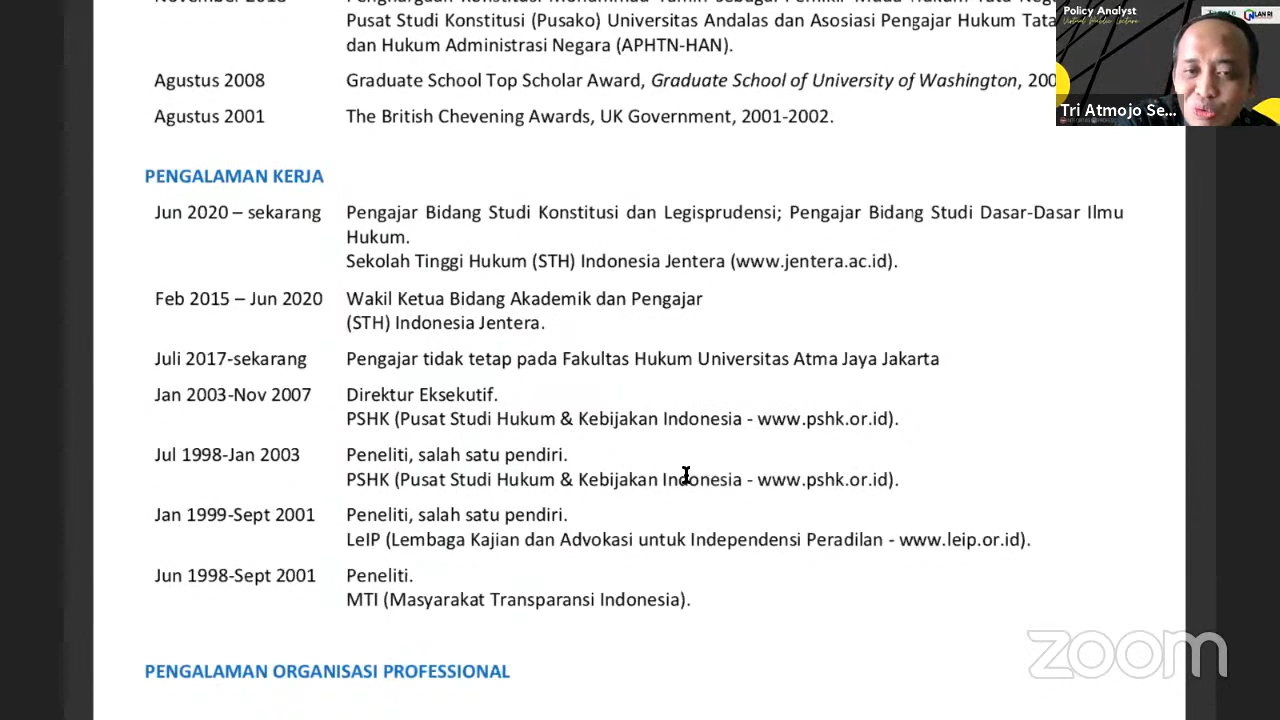 Pusat Studi Konstitusi (Pusako) Universitas Andalas dan Asosiasi Pengajar Hukum Tata
dan Hukum Administrasi Negara (APHTN-HAN).
Agustus 2008 Graduate School Top Scholar Award, Graduate School of University of Washington, 200
Agustus 2001 The British Chevening Awards, UK Government, 2001-2002.
PENGALAMAN KERJA
Jun 2020 – sekarang Pengajar Bidang Studi Konstitusi dan Legisprudensi; Pengajar Bidang Studi Dasar-Dasar Ilmu
Hukum.
Sekolah Tinggi Hukum (STH) Indonesia Jentera (www.jentera.ac.id).
Feb 2015 – Jun 2020 Wakil Ketua Bidang Akademik dan Pengajar
(STH) Indonesia Jentera.
Juli 2017-sekarang Pengajar tidak tetap pada Fakultas Hukum Universitas Atma Jaya Jakarta
Jan 2003-Nov 2007 Direktur Eksekutif.
PSHK (Pusat Studi Hukum & Kebijakan Indonesia - www.pshk.or.id).
Jul 1998-Jan 2003 Peneliti, salah satu pendiri.
PSHK (Pusat Studi Hukum & Kebijakan Indonesia - www.pshk.or.id).
Jan 1999-Sept 2001 Peneliti, salah satu pendiri.
LeIP (Lembaga Kajian dan Advokasi untuk Independensi Peradilan - www.leip.or.id).
Jun 1998-Sept 2001 Peneliti.
MTI (Masyarakat Transparansi Indonesia).
PENGALAMAN ORGANISASI PROFESSIONAL
Policy Analyst
Virtual Public Lecture
LAN RI
Tri Atmojo Se...
zoom